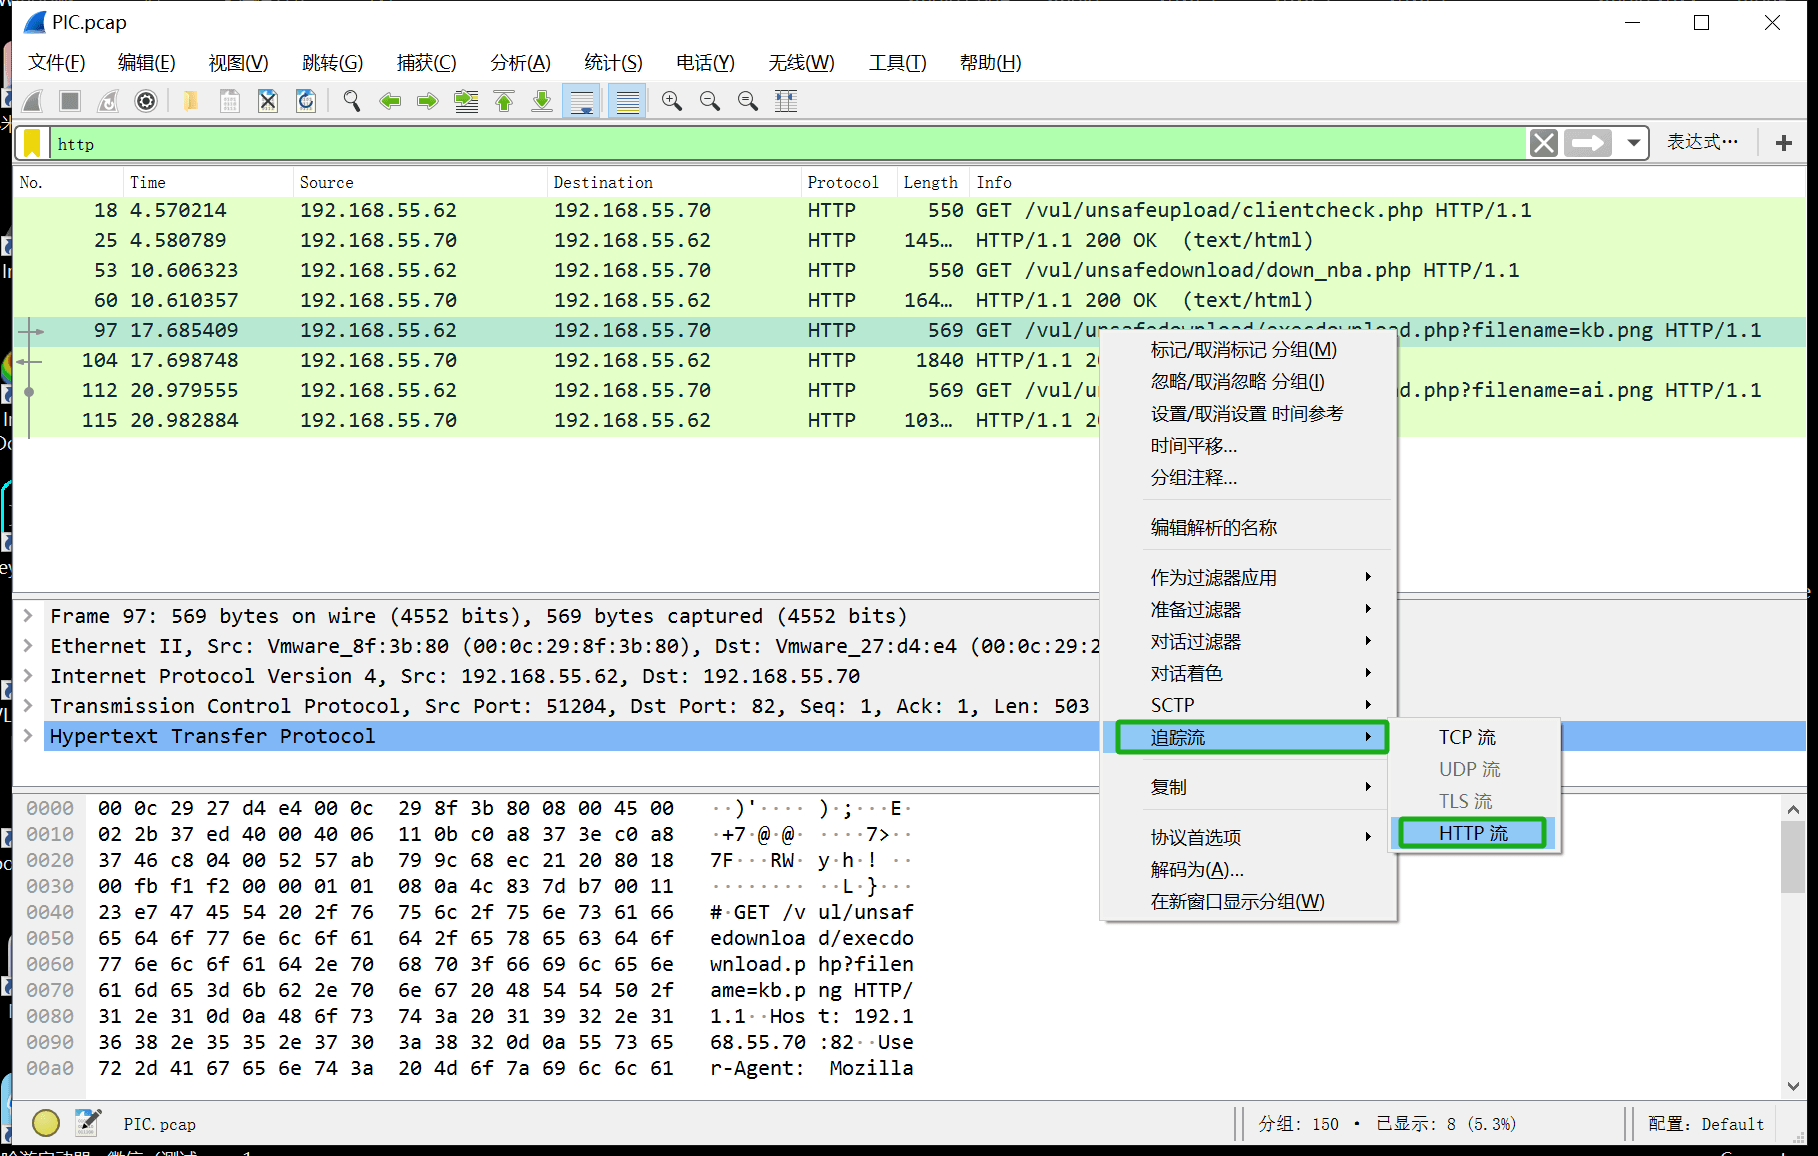 PIC.pcap
文件(F) 编辑(E) 视图(V) 跳转(G) 捕获(C) 分析(A) 统计(S) 电话(Y) 无线(W) 工具(T) 帮助(H)
http
表达式…
No. Time Source Destination Protocol Length Info
18 4.570214 192.168.55.62 192.168.55.70 HTTP 550 GET /vul/unsafeupload/clientcheck.php HTTP/1.1
25 4.580789 192.168.55.70 192.168.55.62 HTTP 145… HTTP/1.1 200 OK (text/html)
53 10.606323 192.168.55.62 192.168.55.70 HTTP 550 GET /vul/unsafedownload/down_nba.php HTTP/1.1
60 10.610357 192.168.55.70 192.168.55.62 HTTP 164… HTTP/1.1 200 OK (text/html)
97 17.685409 192.168.55.62 192.168.55.70 HTTP 569 GET /vul/unsafedownload/execdownload.php?filename=kb.png HTTP/1.1
104 17.698748 192.168.55.70 192.168.55.62 HTTP 1840 HTTP/1.1 20
112 20.979555 192.168.55.62 192.168.55.70 HTTP 569 GET /vul/un d.php?filename=ai.png HTTP/1.1
115 20.982884 192.168.55.70 192.168.55.62 HTTP 103… HTTP/1.1 20
标记/取消标记 分组(M)
忽略/取消忽略 分组(I)
设置/取消设置 时间参考
时间平移...
分组注释...
编辑解析的名称
作为过滤器应用
准备过滤器
对话过滤器
对话着色
SCTP
追踪流
复制
协议首选项
解码为(A)...
在新窗口显示分组(W)
TCP 流
UDP 流
TLS 流
HTTP 流
Frame 97: 569 bytes on wire (4552 bits), 569 bytes captured (4552 bits)
Ethernet II, Src: Vmware_8f:3b:80 (00:0c:29:8f:3b:80), Dst: Vmware_27:d4:e4 (00:0c:29:2
Internet Protocol Version 4, Src: 192.168.55.62, Dst: 192.168.55.70
Transmission Control Protocol, Src Port: 51204, Dst Port: 82, Seq: 1, Ack: 1, Len: 503
Hypertext Transfer Protocol
0000 00 0c 29 27 d4 e4 00 0c 29 8f 3b 80 08 00 45 00 ··)'···· )·;···E·
0010 02 2b 37 ed 40 00 40 06 11 0b c0 a8 37 3e c0 a8 ·+7·@·@· ····7>··
0020 37 46 c8 04 00 52 57 ab 79 9c 68 ec 21 20 80 18 7F···RW· y·h·! ··
0030 00 fb f1 f2 00 00 01 01 08 0a 4c 83 7d b7 00 11 ········ ··L·}···
0040 23 e7 47 45 54 20 2f 76 75 6c 2f 75 6e 73 61 66 #·GET /v ul/unsaf
0050 65 64 6f 77 6e 6c 6f 61 64 2f 65 78 65 63 64 6f edownloa d/execdo
0060 77 6e 6c 6f 61 64 2e 70 68 70 3f 66 69 6c 65 6e wnload.p hp?filen
0070 61 6d 65 3d 6b 62 2e 70 6e 67 20 48 54 54 50 2f ame=kb.p ng HTTP/
0080 31 2e 31 0d 0a 48 6f 73 74 3a 20 31 39 32 2e 31 1.1··Hos t: 192.1
0090 36 38 2e 35 35 2e 37 30 3a 38 32 0d 0a 55 73 65 68.55.70 :82··Use
00a0 72 2d 41 67 65 6e 74 3a 20 4d 6f 7a 69 6c 6c 61 r-Agent: Mozilla
PIC.pcap
分组: 150 · 已显示: 8 (5.3%)
配置: Default